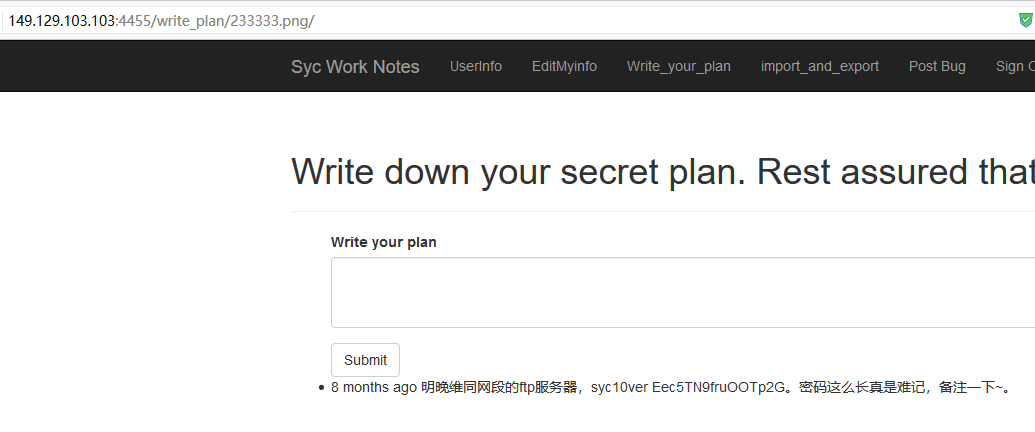 149.129.103.103:4455/write_plan/233333.png/
Syc Work Notes UserInfo EditMyinfo Write_your_plan import_and_export Post Bug Sign
Write down your secret plan. Rest assured that
Write your plan
Submit
8 months ago 明晚维同网段的ftp服务器，syc10ver Eec5TN9fruOOTp2G。密码这么长真是难记，备注一下~。